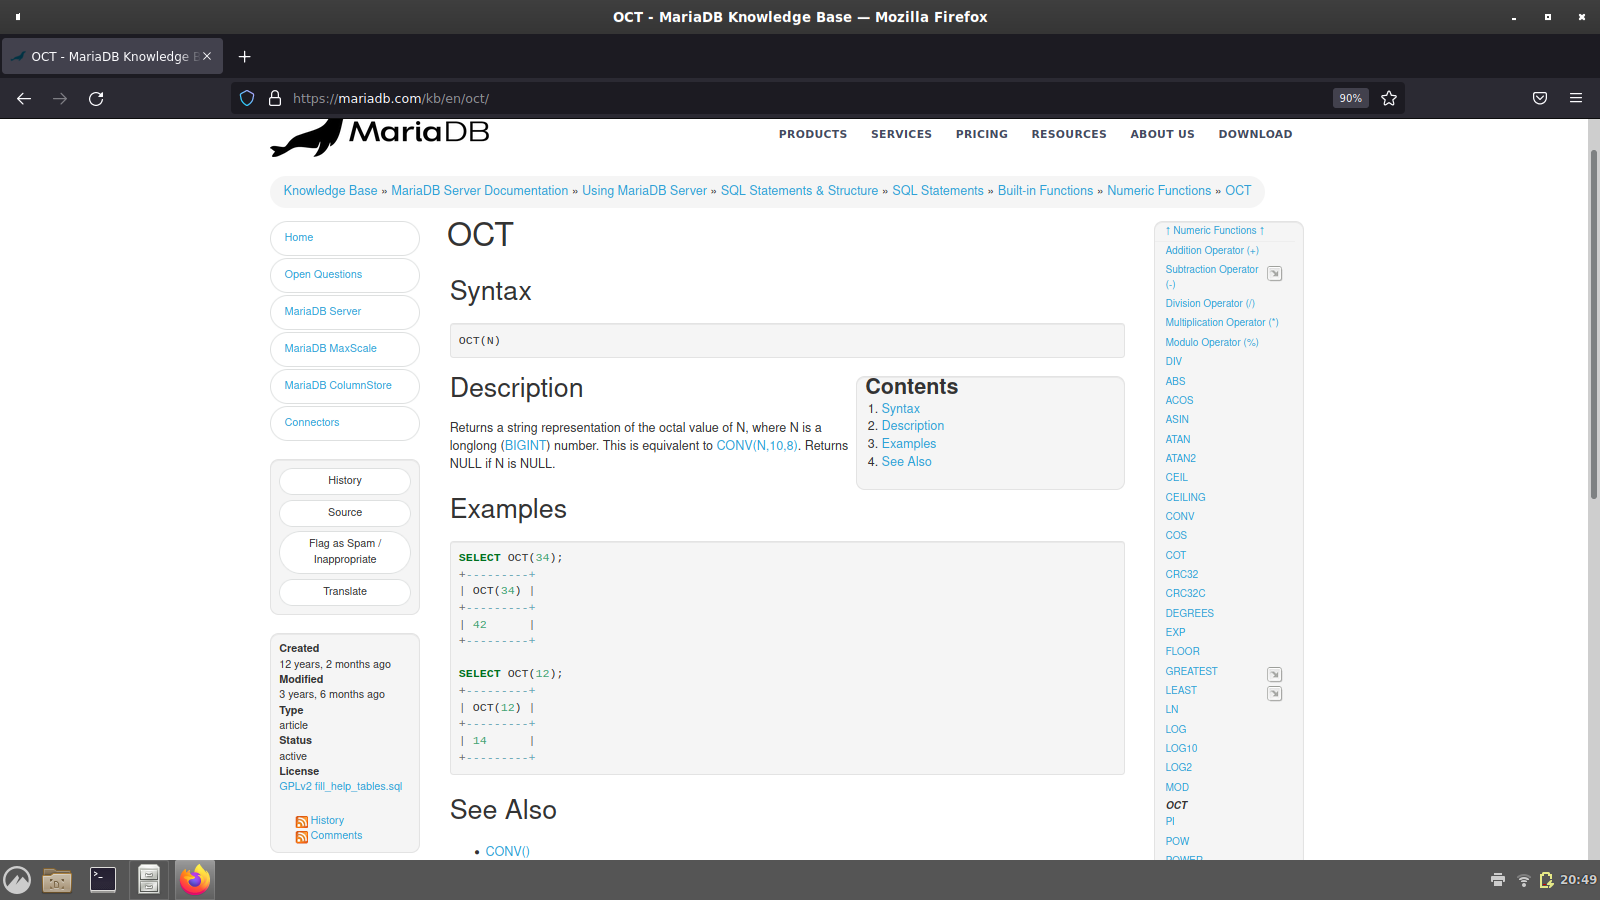 OCT - MariaDB Knowledge Base — Mozilla Firefox
OCT - MariaDB Knowledge B
https://mariadb.com/kb/en/oct/
90%
MariaDB
PRODUCTS SERVICES PRICING RESOURCES ABOUT US DOWNLOAD
Knowledge Base » MariaDB Server Documentation » Using MariaDB Server » SQL Statements & Structure » SQL Statements » Built-in Functions » Numeric Functions » OCT
Home
Open Questions
MariaDB Server
MariaDB MaxScale
MariaDB ColumnStore
Connectors
History
Source
Flag as Spam /
Inappropriate
Translate
Created
12 years, 2 months ago
Modified
3 years, 6 months ago
Type
article
Status
active
License
GPLv2 fill_help_tables.sql
History
Comments
OCT
Syntax
OCT(N)
Description
Returns a string representation of the octal value of N, where N is a
longlong (BIGINT) number. This is equivalent to CONV(N,10,8). Returns
NULL if N is NULL.
Contents
1. Syntax
2. Description
3. Examples
4. See Also
Examples
SELECT OCT(34);
+---------+
| OCT(34) |
+---------+
| 42      |
+---------+
SELECT OCT(12);
+---------+
| OCT(12) |
+---------+
| 14      |
+---------+
See Also
• CONV()
↑ Numeric Functions ↑
Addition Operator (+)
Subtraction Operator
(-)
Division Operator (/)
Multiplication Operator (*)
Modulo Operator (%)
DIV
ABS
ACOS
ASIN
ATAN
ATAN2
CEIL
CEILING
CONV
COS
COT
CRC32
CRC32C
DEGREES
EXP
FLOOR
GREATEST
LEAST
LN
LOG
LOG10
LOG2
MOD
OCT
PI
POW
POWER
20:49